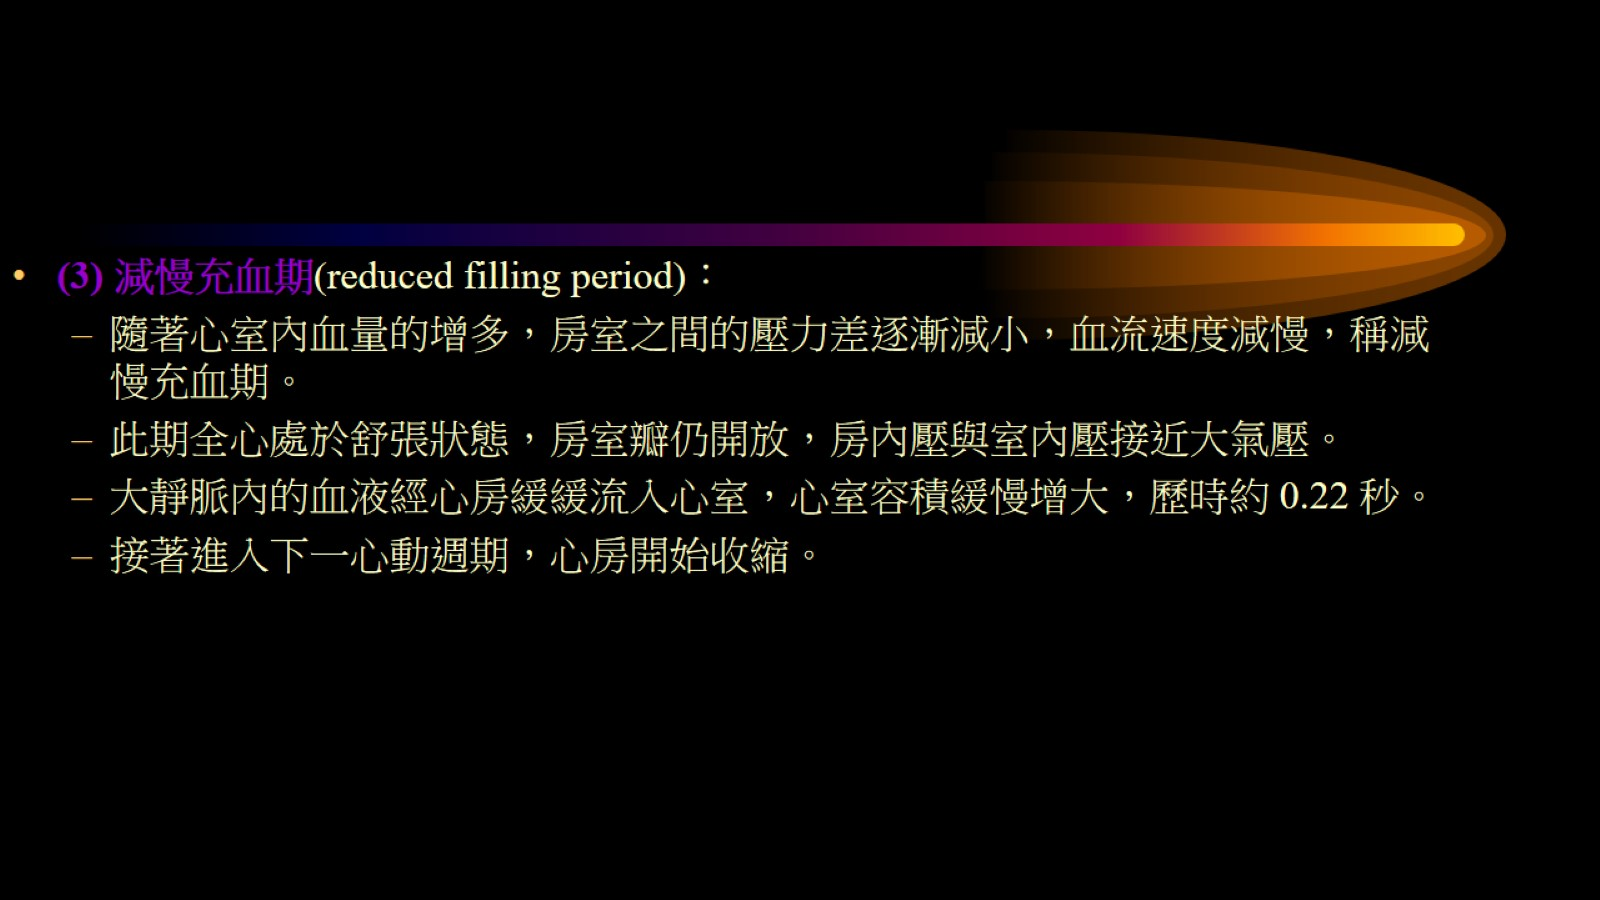 • (3) 減慢充血期(reduced filling period)：
– 隨著心室內血量的增多，房室之間的壓力差逐漸減小，血流速度減慢，稱減
慢充血期。
– 此期全心處於舒張狀態，房室瓣仍開放，房內壓與室內壓接近大氣壓。
– 大靜脈內的血液經心房緩緩流入心室，心室容積緩慢增大，歷時約 0.22 秒。
– 接著進入下一心動週期，心房開始收縮。